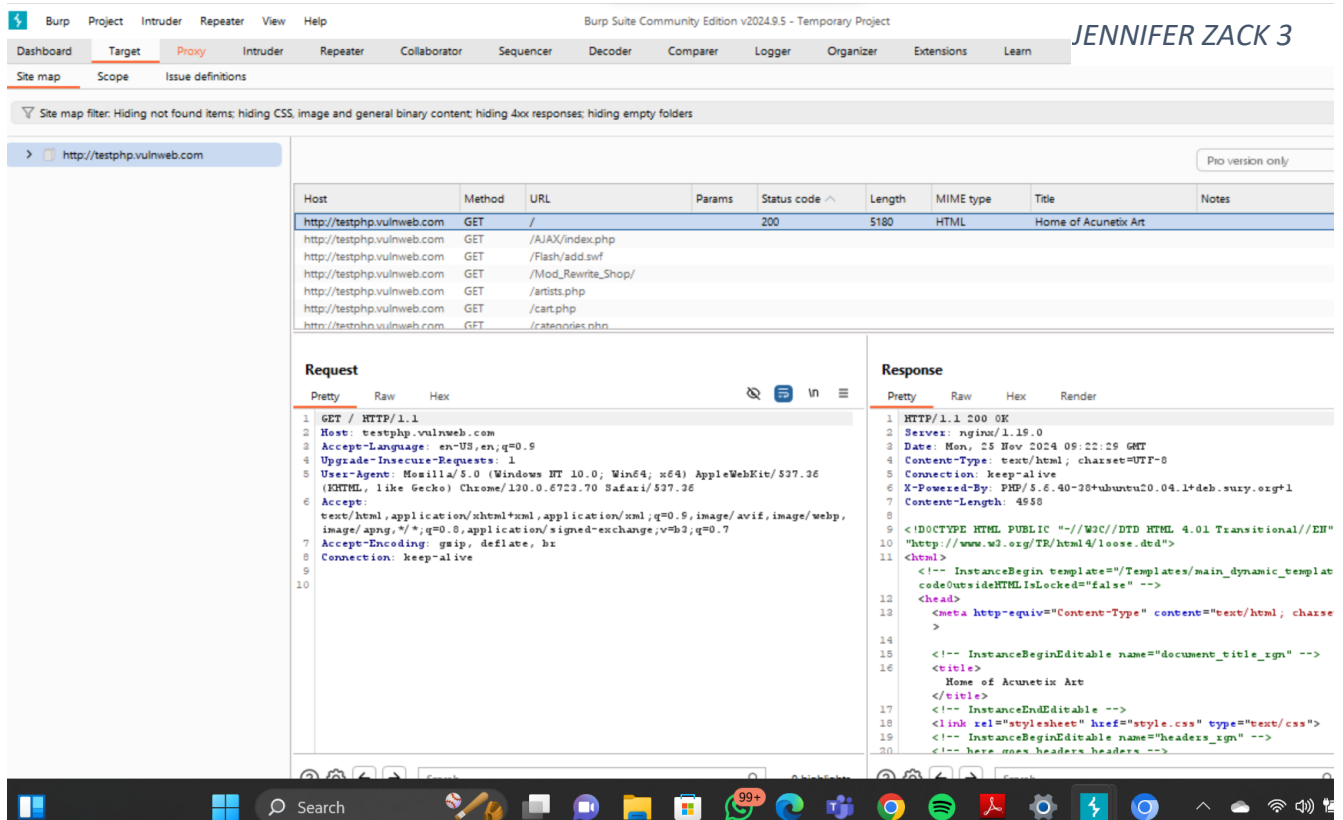 Burp Project Intruder Repeater View Help Burp Suite Community Edition v2024.9.5 - Temporary Project
JENNIFER ZACK 3
Dashboard Target Proxy Intruder Repeater Collaborator Sequencer Decoder Comparer Logger Organizer Extensions Learn
Site map Scope Issue definitions
Site map filter: Hiding not found items; hiding CSS, image and general binary content; hiding 4xx responses; hiding empty folders
http://testphp.vulnweb.com
Pro version only
Host Method URL Params Status code Length MIME type Title Notes
http://testphp.vulnweb.com GET / 200 5180 HTML Home of Acunetix Art
http://testphp.vulnweb.com GET /AJAX/index.php
http://testphp.vulnweb.com GET /Flash/add.swf
http://testphp.vulnweb.com GET /Mod_Rewrite_Shop/
http://testphp.vulnweb.com GET /artists.php
http://testphp.vulnweb.com GET /cart.php
http://testphp.vulnweb.com GET /categories.php
Request
Pretty Raw Hex \n
1 GET / HTTP/1.1
2 Host: testphp.vulnweb.com
3 Accept-Language: en-US,en;q=0.9
4 Upgrade-Insecure-Requests: 1
5 User-Agent: Mozilla/5.0 (Windows NT 10.0; Win64; x64) AppleWebKit/537.36
(KHTML, like Gecko) Chrome/130.0.6723.70 Safari/537.36
6 Accept:
text/html,application/xhtml+xml,application/xml;q=0.9,image/avif,image/webp,
image/apng,*/*;q=0.8,application/signed-exchange;v=b3;q=0.7
7 Accept-Encoding: gzip, deflate, br
8 Connection: keep-alive
9
10
Response
Pretty Raw Hex Render
1 HTTP/1.1 200 OK
2 Server: nginx/1.19.0
3 Date: Mon, 25 Nov 2024 09:22:29 GMT
4 Content-Type: text/html; charset=UTF-8
5 Connection: keep-alive
6 X-Powered-By: PHP/5.6.40-38+ubuntu20.04.1+deb.sury.org+1
7 Content-Length: 4958
8
9 <!DOCTYPE HTML PUBLIC "-//W3C//DTD HTML 4.01 Transitional//EN"
10 "http://www.w3.org/TR/html4/loose.dtd">
11 <html>
<!-- InstanceBegin template="/Templates/main_dynamic_templat
codeOutsideHTMLIsLocked="false" -->
12 <head>
13 <meta http-equiv="Content-Type" content="text/html; charse
>
14
15 <!-- InstanceBeginEditable name="document_title_rgn" -->
16 <title>
Home of Acunetix Art
</title>
17 <!-- InstanceEndEditable -->
18 <link rel="stylesheet" href="style.css" type="text/css">
19 <!-- InstanceBeginEditable name="headers_rgn" -->
20 <!-- here goes headers headers -->
Search
99+